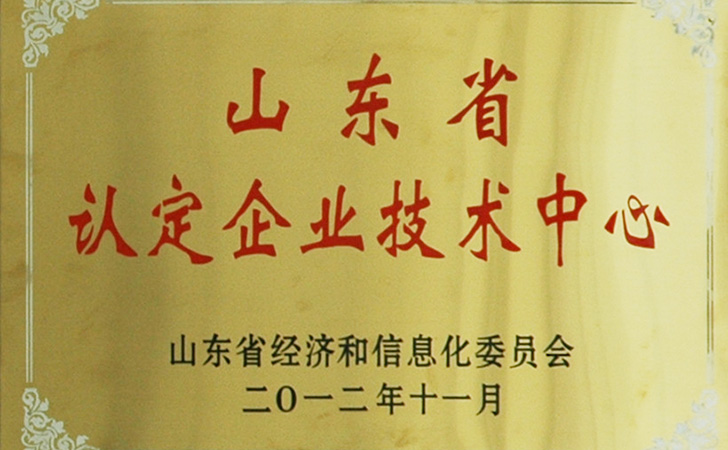 山东省
认定企业技术中心
山东省经济和信息化委员会
二〇一二年十一月